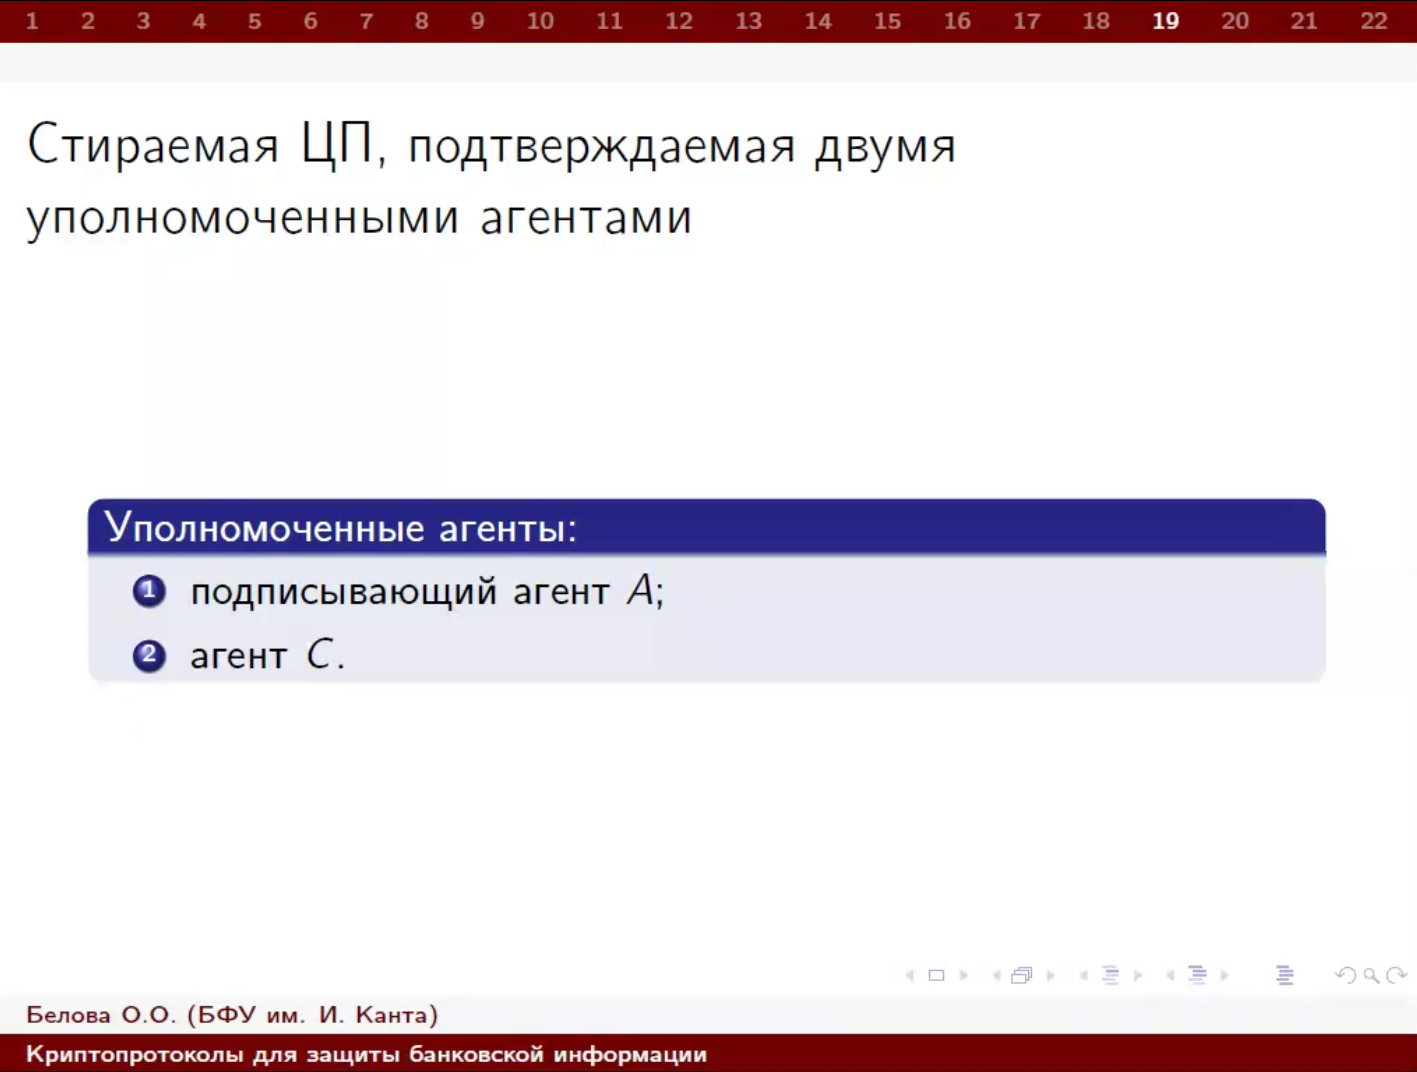 1 2 3 4 5 6 7 8 9 10 11 12 13 14 15 16 17 18 19 20 21 22
Стираемая ЦП, подтверждаемая двумя
уполномоченными агентами
Уполномоченные агенты:
1 подписывающий агент A;
2 агент C.
Белова О.О. (БФУ им. И. Канта)
Криптопротоколы для защиты банковской информации